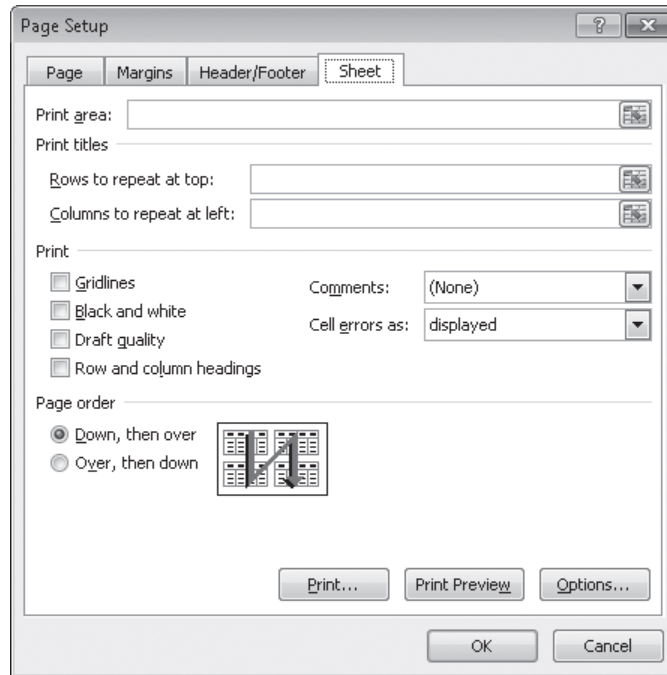 Page Setup
Page Margins Header/Footer Sheet
Print area:
Print titles
Rows to repeat at top:
Columns to repeat at left:
Print
Gridlines
Comments: (None)
Black and white
Cell errors as: displayed
Draft quality
Row and column headings
Page order
Down, then over
Over, then down
Print... Print Preview Options...
OK Cancel